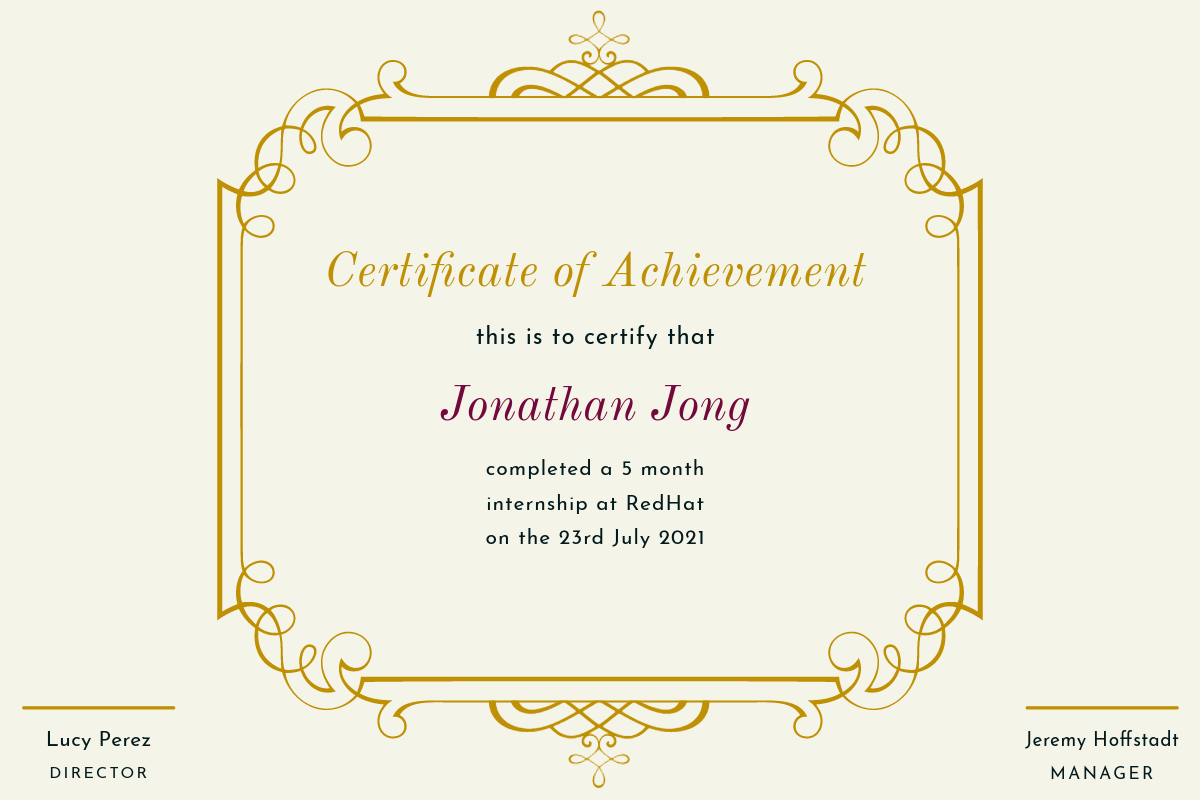 Certificate of Achievement
this is to certify that
Jonathan Jong
completed a 5 month
internship at RedHat
on the 23rd July 2021
Lucy Perez
DIRECTOR
Jeremy Hoffstadt
MANAGER